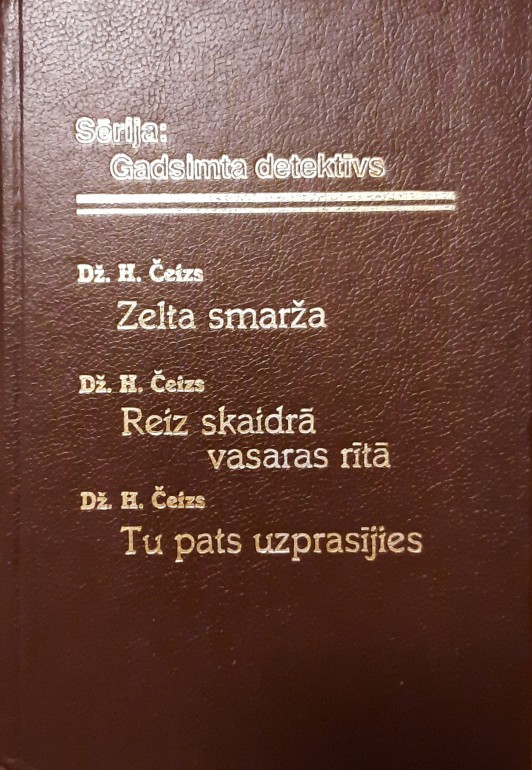 Sērija:
Gadsimta detektīvs
Dž. H. Čeizs
Zelta smarža
Dž. H. Čeizs
Reiz skaidrā
vasaras rītā
Dž. H. Čeizs
Tu pats uzprasījies